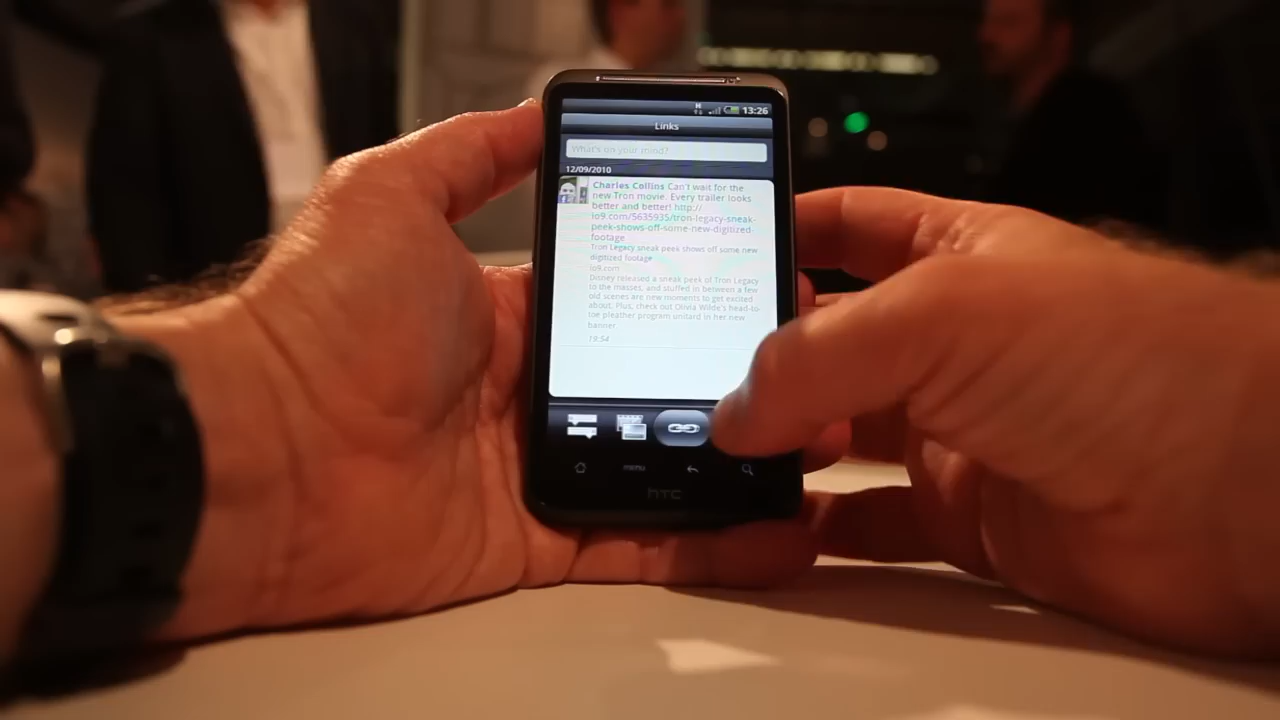 H
13:26
Links
What's on your mind?
12/09/2010
Charles Collins Can't wait for the
new Tron movie. Every trailer looks
better and better! http://
io9.com/5635935/tron-legacy-sneak-
peek-shows-off-some-new-digitized
footage
Tron Legacy sneak peek shows off some new
digitized footage
io9.com
Disney released a sneak peek of Tron Legacy
to the masses, and stuffed in between a few
old scenes are new moments to get excited
about. Plus, check out Olivia Wilde's head-to-
toe pleather program unitard in her new
banner
19:54
menu
hTC